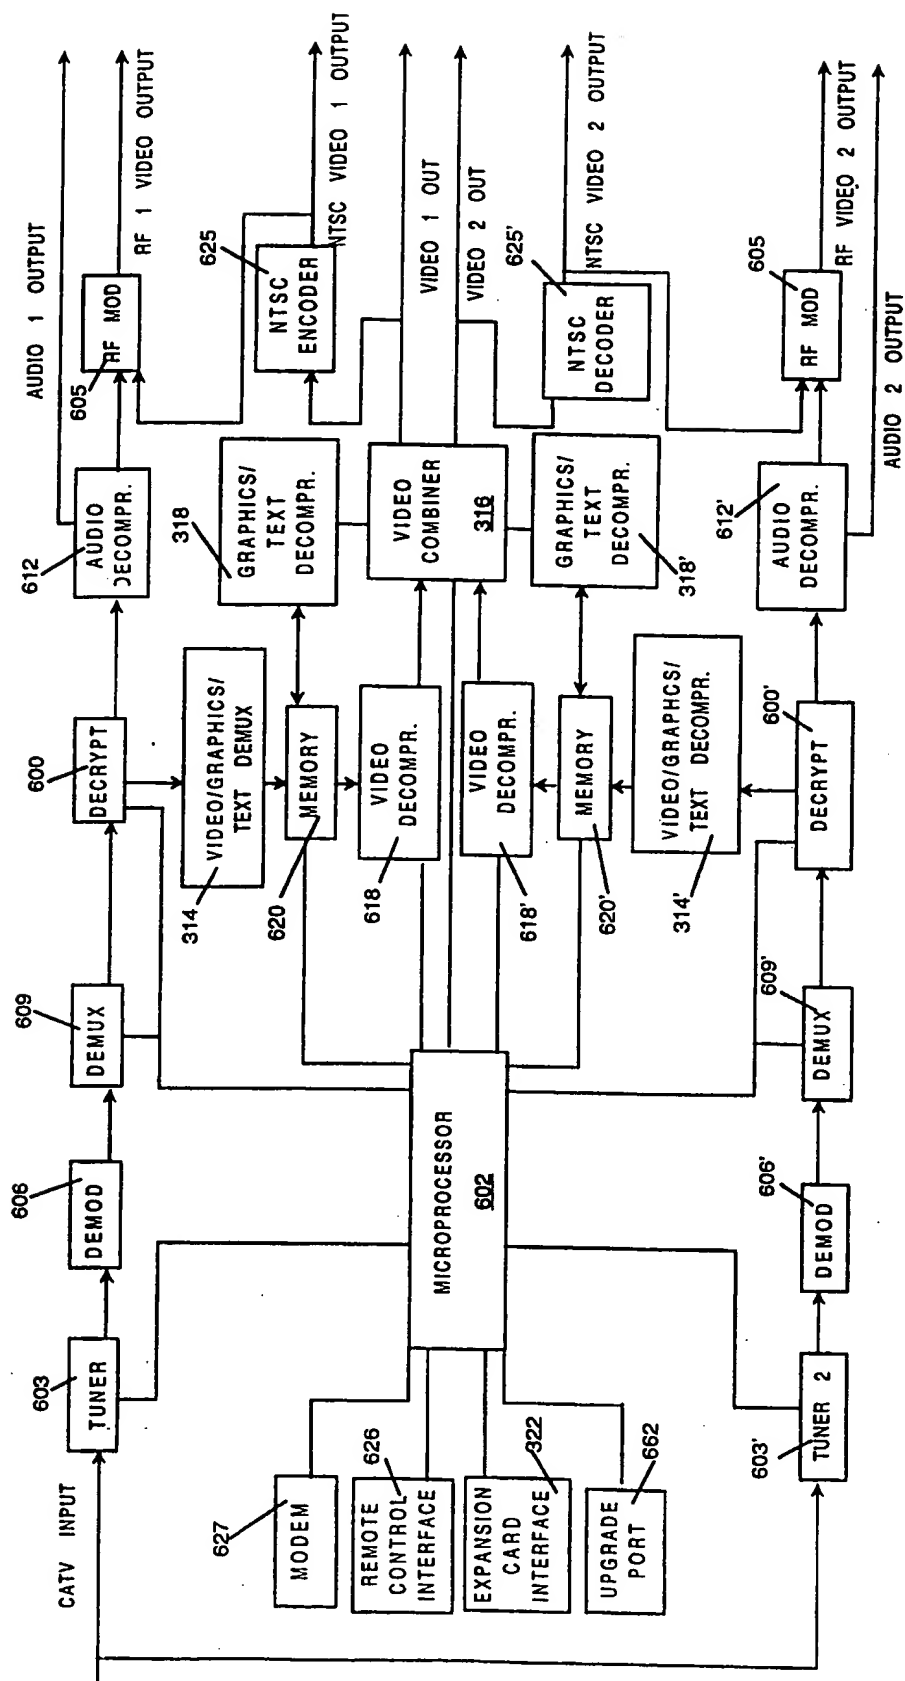 CATV INPUT
603
TUNER
606
DEMOD
609
DEMUX
600
DECRYPT
612
AUDIO
DECOMPR.
605
RF MOD
AUDIO 1 OUTPUT
RF 1 VIDEO OUTPUT
314
VIDEO/GRAPHICS/
TEXT DEMUX
318
GRAPHICS/
TEXT
DECOMPR.
625
NTSC
ENCODER
NTSC VIDEO 1 OUTPUT
620
MEMORY
618
VIDEO
DECOMPR.
627
MODEM
626
REMOTE
CONTROL
INTERFACE
322
EXPANSION
CARD
INTERFACE
662
UPGRADE
PORT
MICROPROCESSOR
602
VIDEO
COMBINER
316
VIDEO 1 OUT
VIDEO 2 OUT
618'
VIDEO
DECOMPR.
620'
MEMORY
318'
GRAPHICS/
TEXT
DECOMPR.
625'
NTSC
DECODER
NTSC VIDEO 2 OUTPUT
314'
VIDEO/GRAPHCS/
TEXT DECOMPR.
603'
TUNER 2
606'
DEMOD
609'
DEMUX
600'
DECRYPT
612'
AUDIO
DECOMPR.
605
RF MOD
RF VIDEO 2 OUTPUT
AUDIO 2 OUTPUT